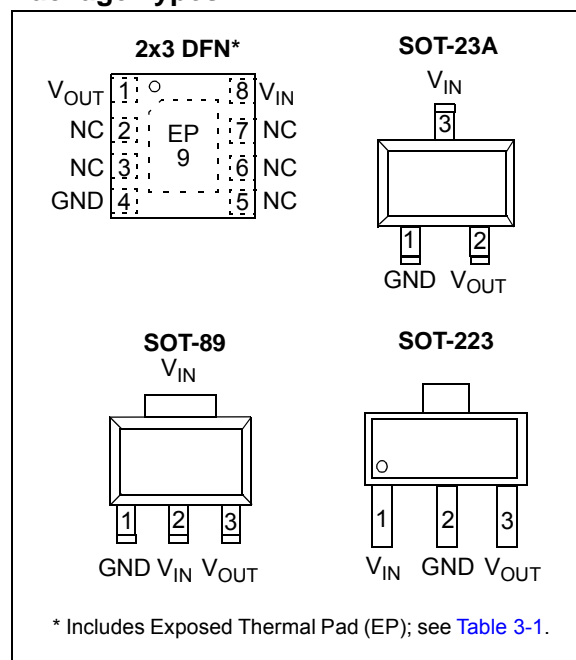 2x3 DFN*
VOUT 1 8 VIN
NC 2 EP 7 NC
9
NC 3 6 NC
GND 4 5 NC
SOT-23A
VIN
3
1 2
GND VOUT
SOT-89
VIN
1 2 3
GND VIN VOUT
SOT-223
1 2 3
VIN GND VOUT
* Includes Exposed Thermal Pad (EP); see Table 3-1.